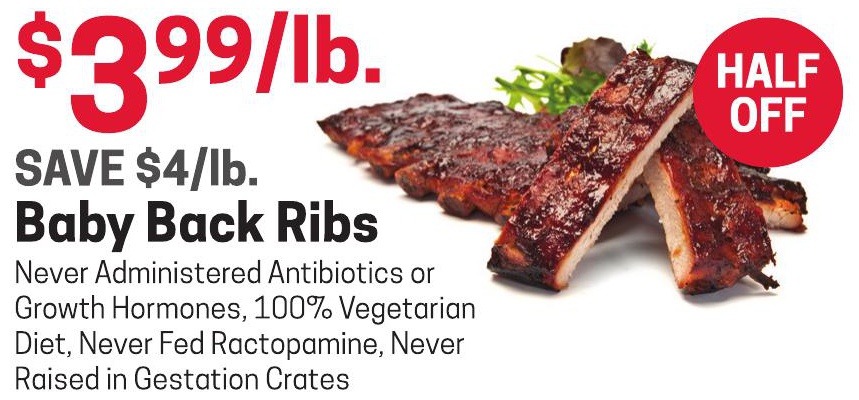 $3.99/lb.
HALF
OFF
SAVE $4/lb.
Baby Back Ribs
Never Administered Antibiotics or
Growth Hormones, 100% Vegetarian
Diet, Never Fed Ractopamine, Never
Raised in Gestation Crates